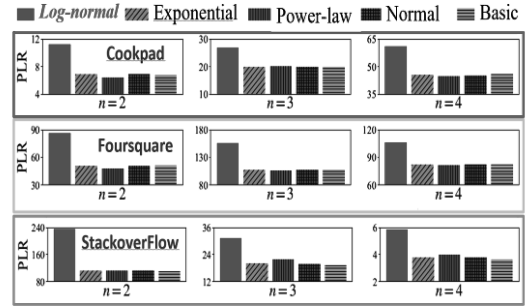 Log-normal Exponential Power-law Normal Basic
PLR 12 8 4 Cookpad n=2 30 20 10 n=3 65 50 35 n=4
PLR 90 60 30 Foursquare n=2 180 130 80 n=3 120 90 60 n=4
PLR 240 160 80 StackoverFlow n=2 36 24 12 n=3 6 4 2 n=4